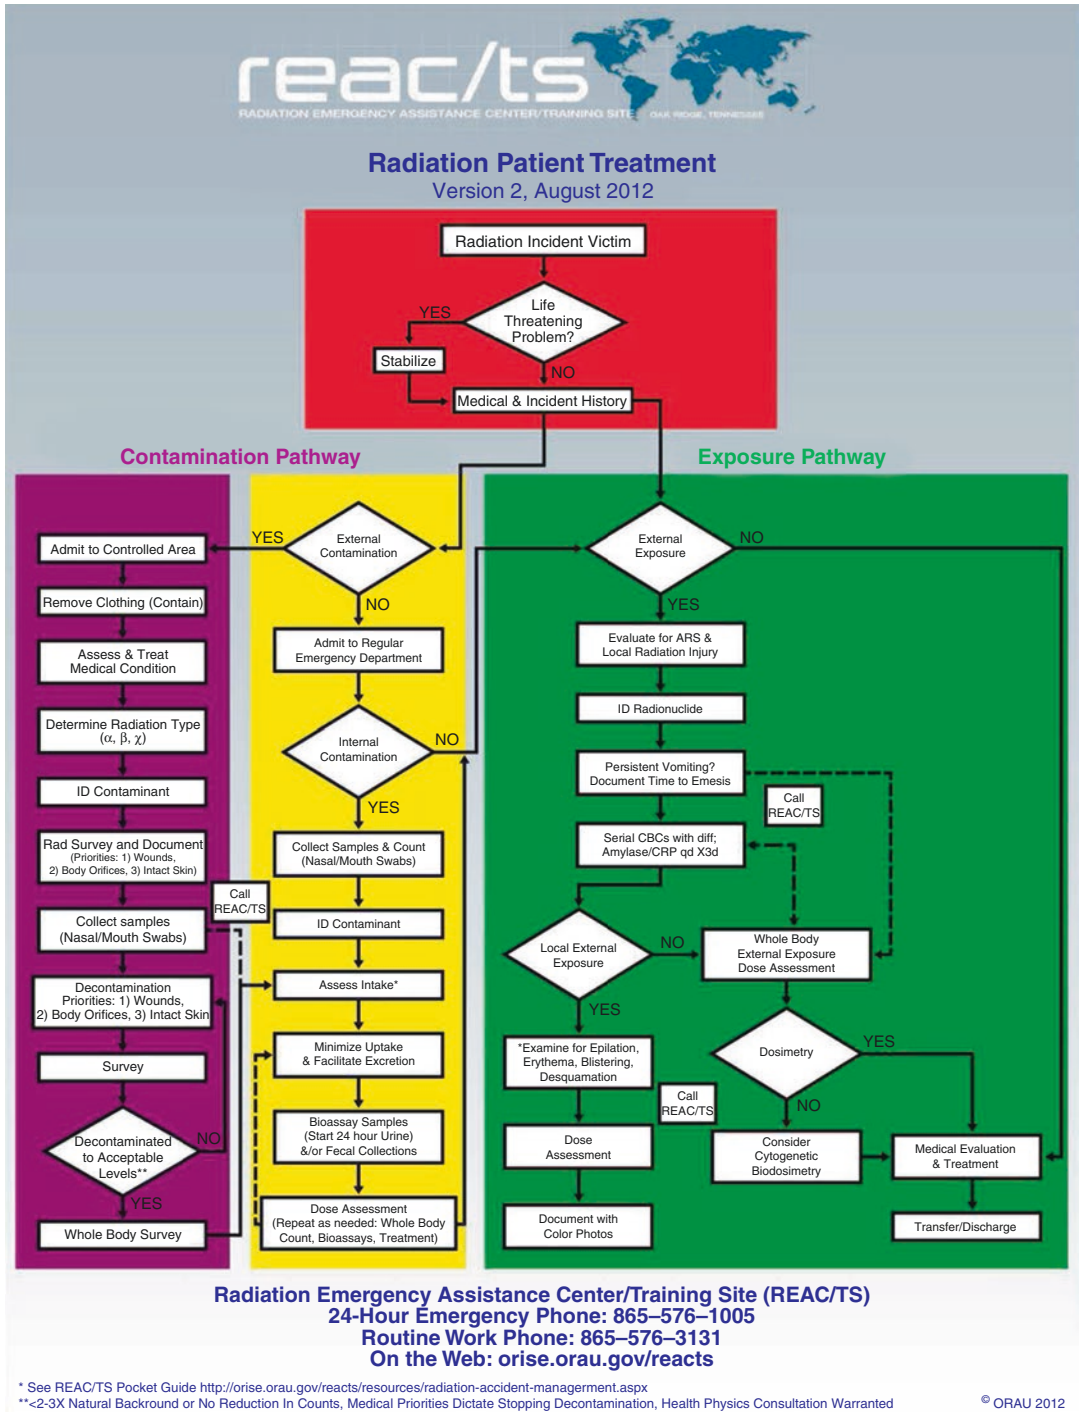 reac/ts
RADIATION EMERGENCY ASSISTANCE CENTER/TRAINING SITE OAK RIDGE, TENNESSEE
Radiation Patient Treatment
Version 2, August 2012
Radiation Incident Victim
Life
Threatening
Problem?
YES
Stabilize
NO
Medical & Incident History
Contamination Pathway
Exposure Pathway
Admit to Controlled Area
Remove Clothing (Contain)
Assess & Treat
Medical Condition
Determine Radiation Type
(α, β, χ)
ID Contaminant
Rad Survey and Document
(Priorities: 1) Wounds,
2) Body Orifices, 3) Intact Skin)
Collect samples
(Nasal/Mouth Swabs)
Call
REAC/TS
Decontamination
Priorities: 1) Wounds,
2) Body Orifices, 3) Intact Skin
Survey
Decontaminated
to Acceptable
Levels**
NO
YES
Whole Body Survey
YES
External
Contamination
NO
Admit to Regular
Emergency Department
Internal
Contamination
NO
YES
Collect Samples & Count
(Nasal/Mouth Swabs)
ID Contaminant
Assess Intake*
Minimize Uptake
& Facilitate Excretion
Bioassay Samples
(Start 24 hour Urine)
&/or Fecal Collections
Dose Assessment
(Repeat as needed: Whole Body
Count, Bioassays, Treatment)
External
Exposure
NO
YES
Evaluate for ARS &
Local Radiation Injury
ID Radionuclide
Persistent Vomiting?
Document Time to Emesis
Call
REAC/TS
Serial CBCs with diff;
Amylase/CRP qd X3d
Local External
Exposure
NO
Whole Body
External Exposure
Dose Assessment
YES
*Examine for Epilation,
Erythema, Blistering,
Desquamation
Dosimetry
YES
Call
REAC/TS
NO
Dose
Assessment
Consider
Cytogenetic
Biodosimetry
Medical Evaluation
& Treatment
Document with
Color Photos
Transfer/Discharge
Radiation Emergency Assistance Center/Training Site (REAC/TS)
24-Hour Emergency Phone: 865–576–1005
Routine Work Phone: 865–576–3131
On the Web: orise.orau.gov/reacts
* See REAC/TS Pocket Guide http://orise.orau.gov/reacts/resources/radiation-accident-managerment.aspx
**<2-3X Natural Backround or No Reduction In Counts, Medical Priorities Dictate Stopping Decontamination, Health Physics Consultation Warranted
© ORAU 2012